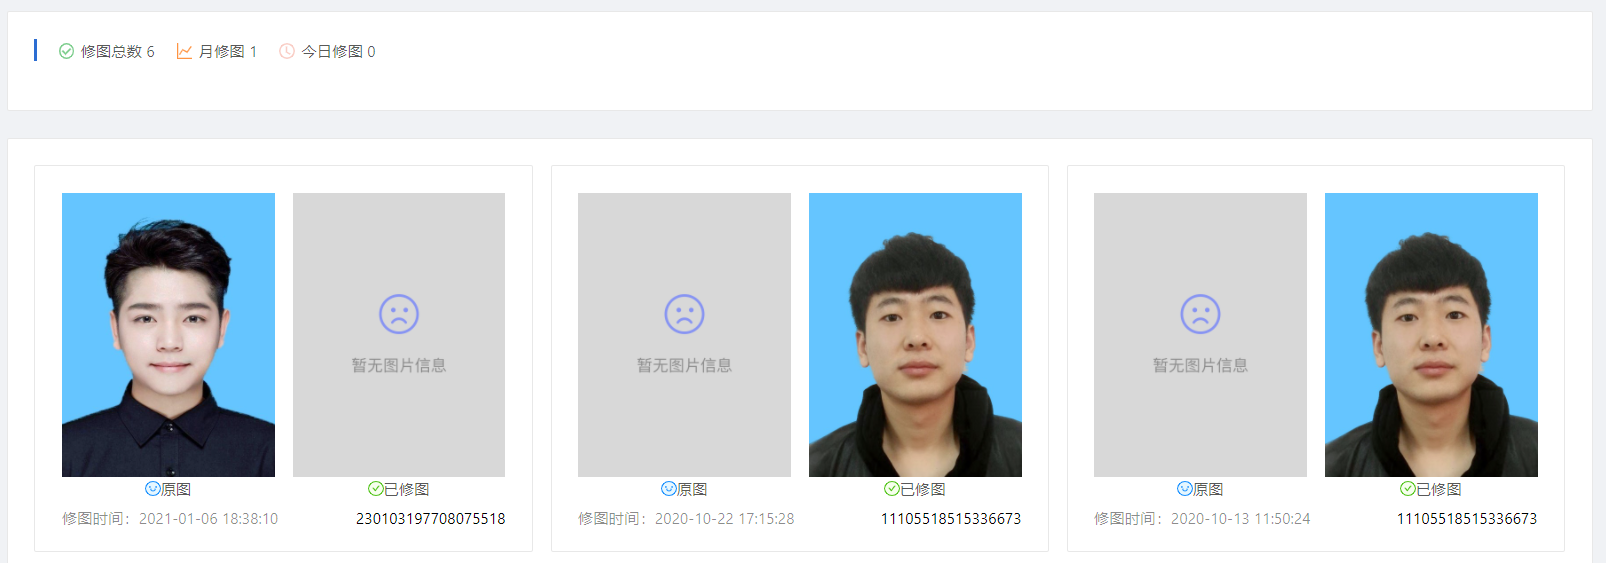 修图总数 6 月修图 1 今日修图 0
暂无图片信息 暂无图片信息 暂无图片信息
原图 已修图 原图 已修图 原图 已修图
修图时间：2021-01-06 18:38:10 230103197708075518 修图时间：2020-10-22 17:15:28 11105518515336673 修图时间：2020-10-13 11:50:24 11105518515336673